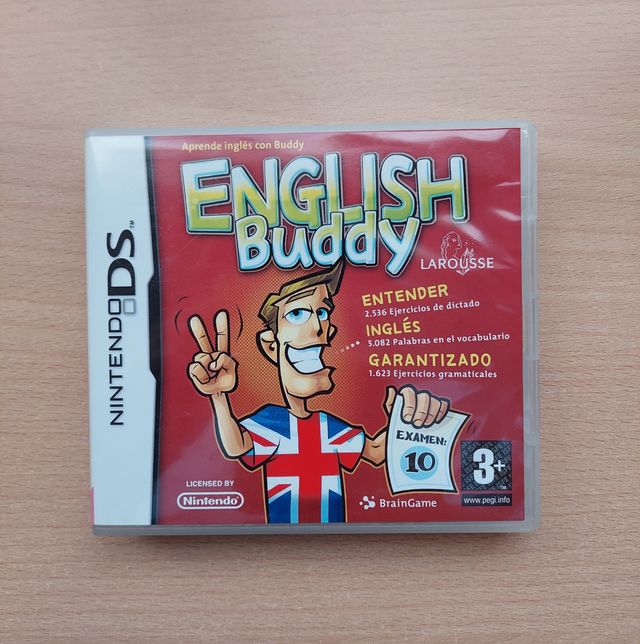 Aprende inglés con Buddy
ENGLISH
Buddy
LAROUSSE
NINTENDO DS™
ENTENDER
2.536 Ejercicios de dictado
INGLÉS
5.082 Palabras en el vocabulario
GARANTIZADO
1.623 Ejercicios gramaticales
EXAMEN:
10
LICENSED BY
Nintendo
BrainGame
3+
www.pegi.info